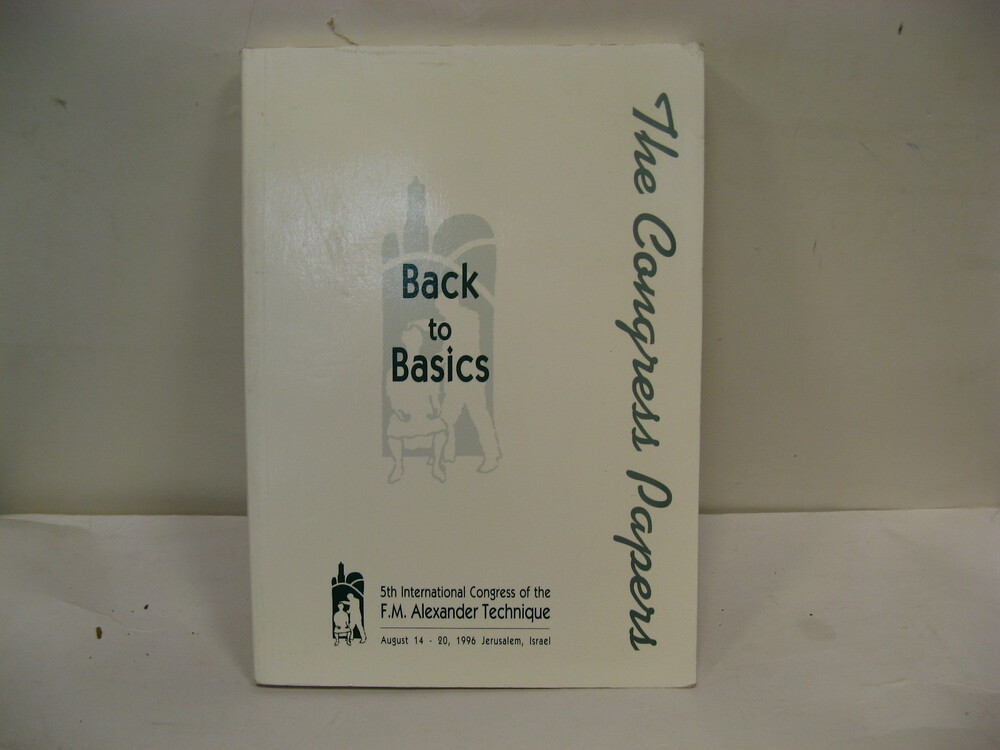 Back
to
Basics
The Congress Papers
5th International Congress of the
F.M. Alexander Technique
August 14 - 20, 1996 Jerusalem, Israel